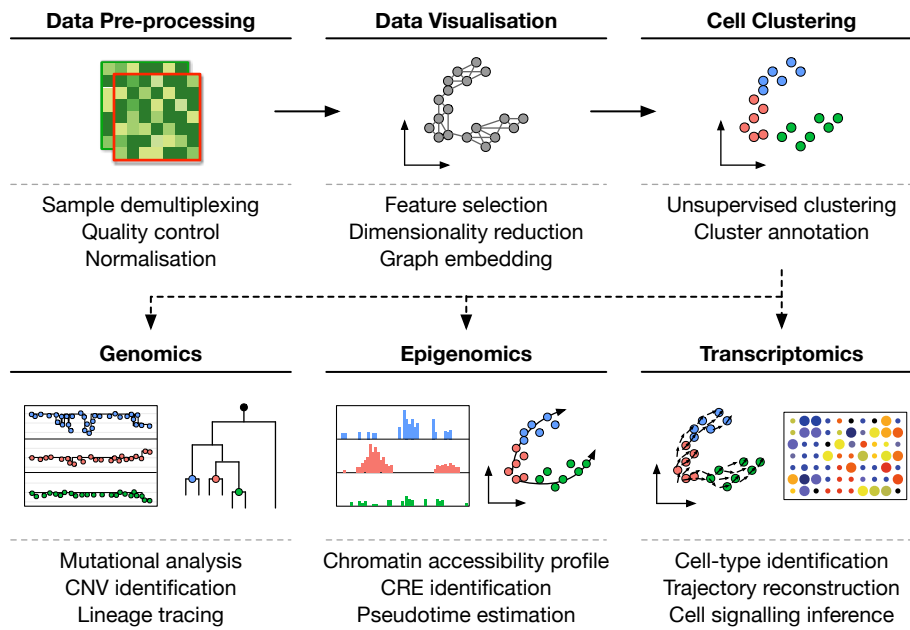 Data Pre-processing
Data Visualisation
Cell Clustering
Sample demultiplexing
Quality control
Normalisation
Feature selection
Dimensionality reduction
Graph embedding
Unsupervised clustering
Cluster annotation
Genomics
Epigenomics
Transcriptomics
Mutational analysis
CNV identification
Lineage tracing
Chromatin accessibility profile
CRE identification
Pseudotime estimation
Cell-type identification
Trajectory reconstruction
Cell signalling inference